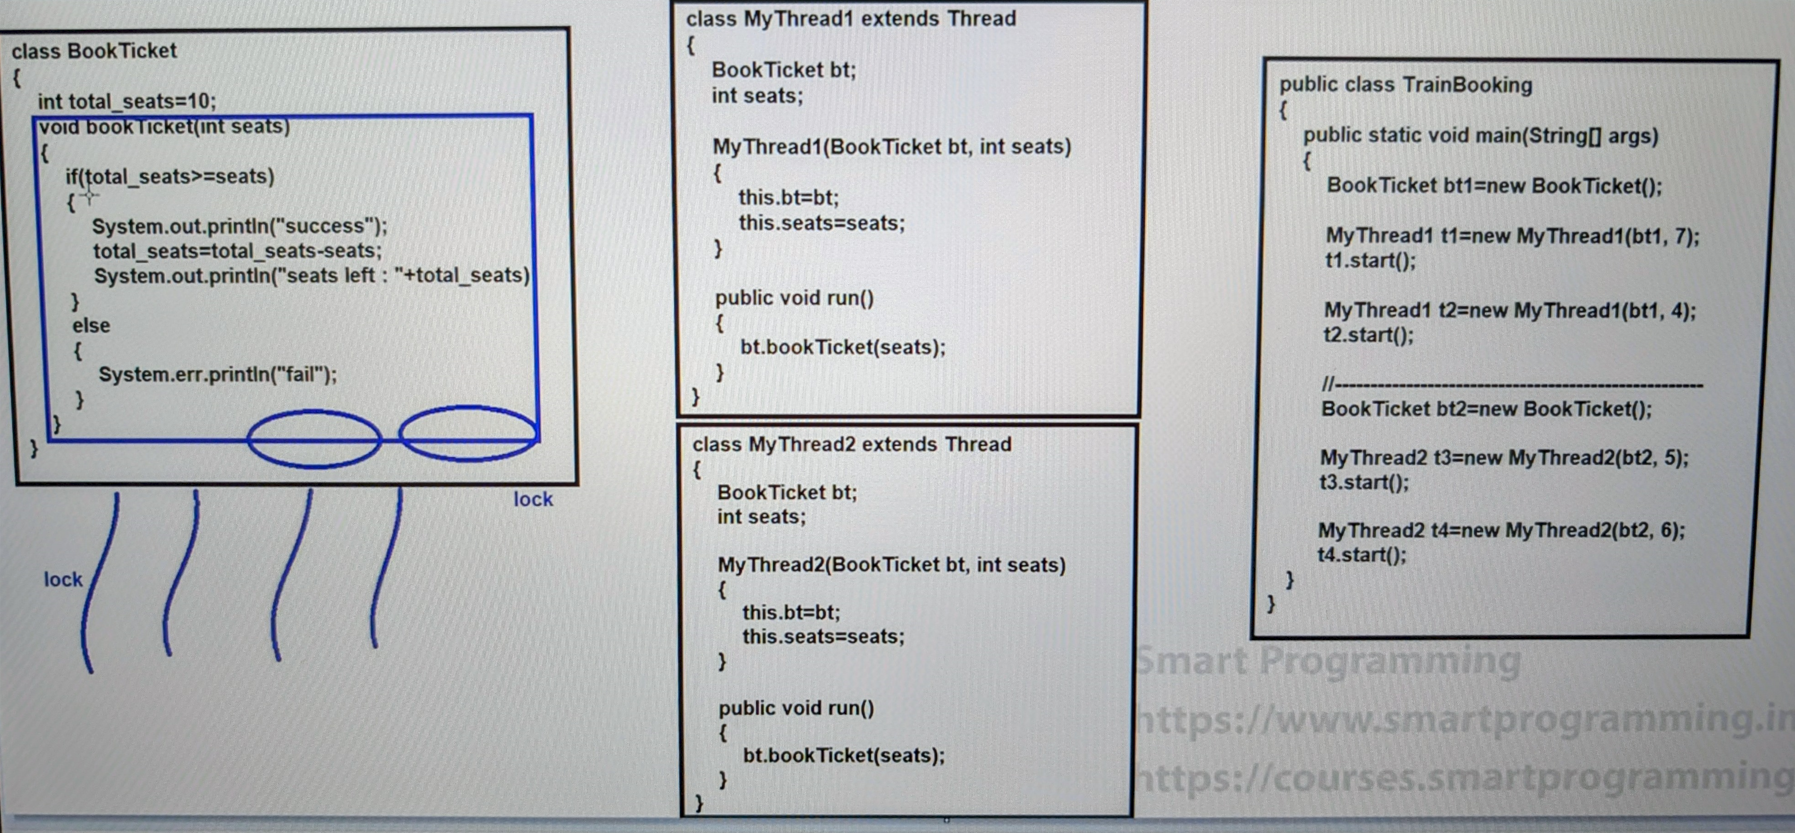 class BookTicket
{
int total_seats=10;
void bookTicket(int seats)
{
if(total_seats>=seats)
{
System.out.println("success");
total_seats=total_seats-seats;
System.out.println("seats left : "+total_seats)
}
else
{
System.err.println("fail");
}
}
}
lock
lock
class MyThread1 extends Thread
{
BookTicket bt;
int seats;
MyThread1(BookTicket bt, int seats)
{
this.bt=bt;
this.seats=seats;
}
public void run()
{
bt.bookTicket(seats);
}
}
class MyThread2 extends Thread
{
BookTicket bt;
int seats;
MyThread2(BookTicket bt, int seats)
{
this.bt=bt;
this.seats=seats;
}
public void run()
{
bt.bookTicket(seats);
}
}
public class TrainBooking
{
public static void main(String[] args)
{
BookTicket bt1=new BookTicket();
MyThread1 t1=new MyThread1(bt1, 7);
t1.start();
MyThread1 t2=new MyThread1(bt1, 4);
t2.start();
//----------------------------------------------------
BookTicket bt2=new BookTicket();
MyThread2 t3=new MyThread2(bt2, 5);
t3.start();
MyThread2 t4=new MyThread2(bt2, 6);
t4.start();
}
}
Smart Programming
https://www.smartprogramming.in
https://courses.smartprogramming